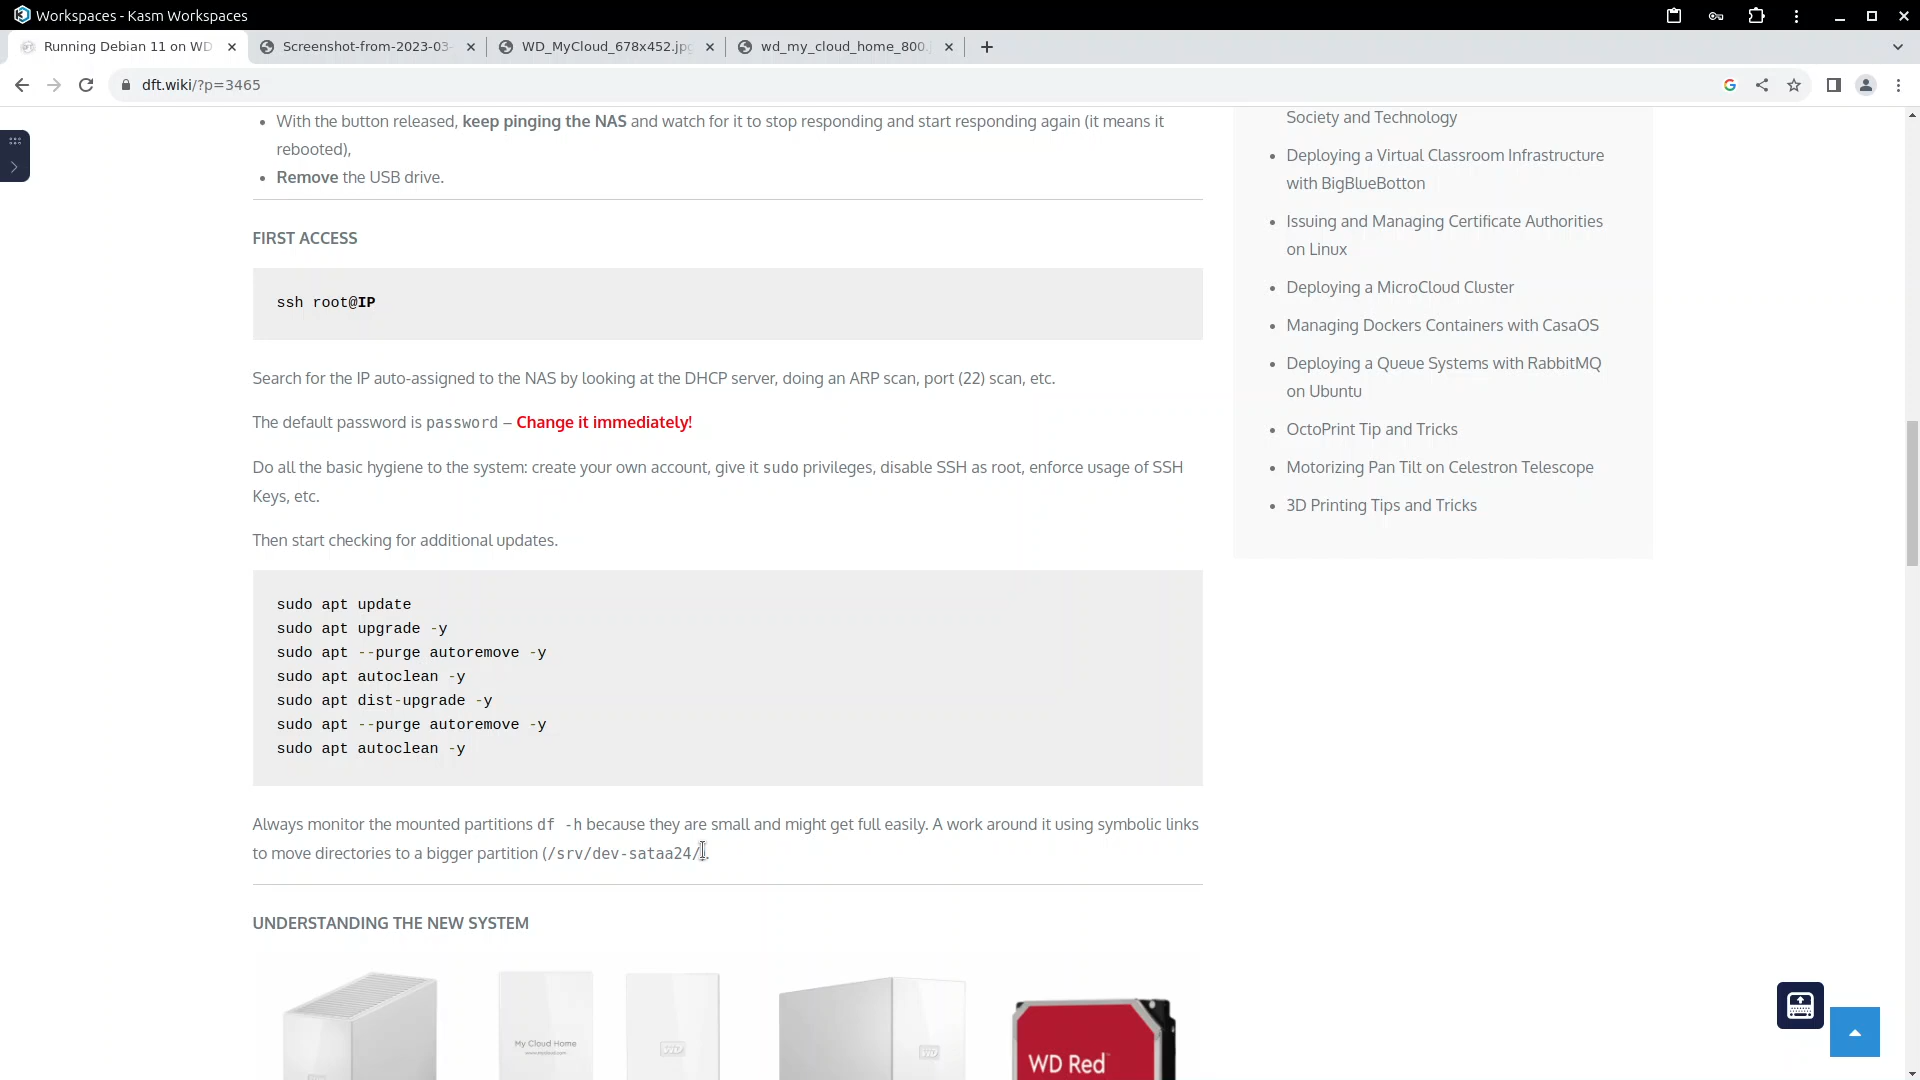 Workspaces - Kasm Workspaces
Running Debian 11 on WD
Screenshot-from-2023-03-
WD_MyCloud_678x452.jpg
wd_my_cloud_home_800.
dft.wiki/?p=3465
With the button released, keep pinging the NAS and watch for it to stop responding and start responding again (it means it
rebooted),
Remove the USB drive.
FIRST ACCESS
ssh root@IP
Search for the IP auto-assigned to the NAS by looking at the DHCP server, doing an ARP scan, port (22) scan, etc.
The default password is password – Change it immediately!
Do all the basic hygiene to the system: create your own account, give it sudo privileges, disable SSH as root, enforce usage of SSH
Keys, etc.
Then start checking for additional updates.
sudo apt update
sudo apt upgrade -y
sudo apt --purge autoremove -y
sudo apt autoclean -y
sudo apt dist-upgrade -y
sudo apt --purge autoremove -y
sudo apt autoclean -y
Always monitor the mounted partitions df -h because they are small and might get full easily. A work around it using symbolic links
to move directories to a bigger partition (/srv/dev-sataa24/).
UNDERSTANDING THE NEW SYSTEM
My Cloud Home
WD
WD
WD Red
Society and Technology
Deploying a Virtual Classroom Infrastructure
with BigBlueBotton
Issuing and Managing Certificate Authorities
on Linux
Deploying a MicroCloud Cluster
Managing Dockers Containers with CasaOS
Deploying a Queue Systems with RabbitMQ
on Ubuntu
OctoPrint Tip and Tricks
Motorizing Pan Tilt on Celestron Telescope
3D Printing Tips and Tricks